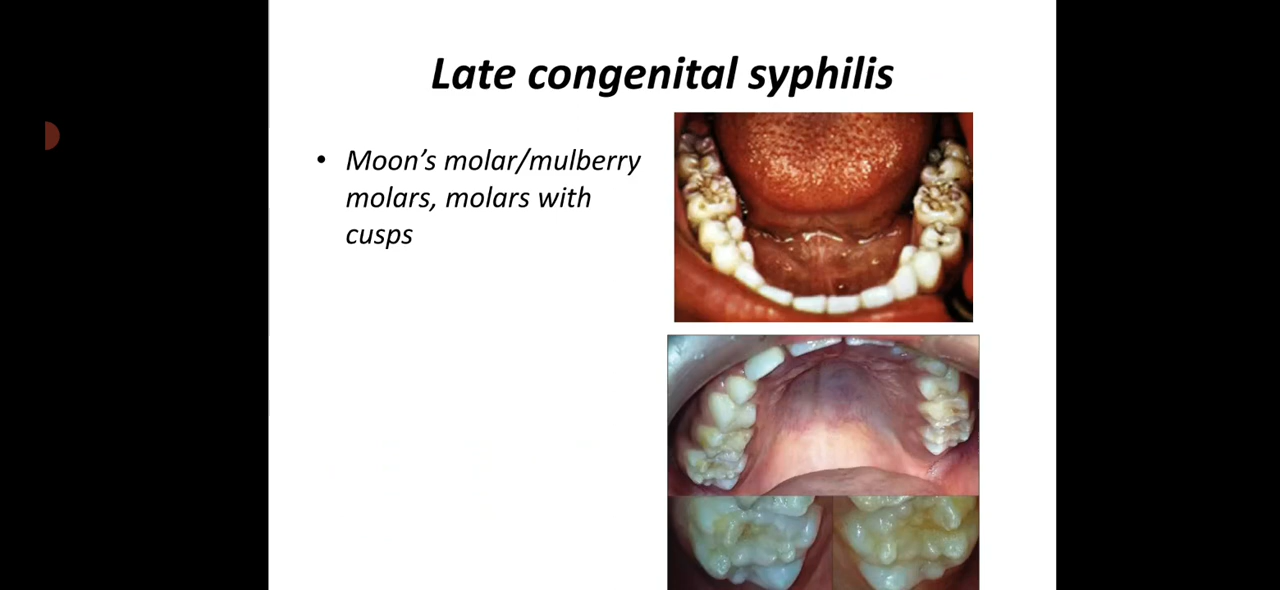 Late congenital syphilis
• Moon’s molar/mulberry
molars, molars with
cusps